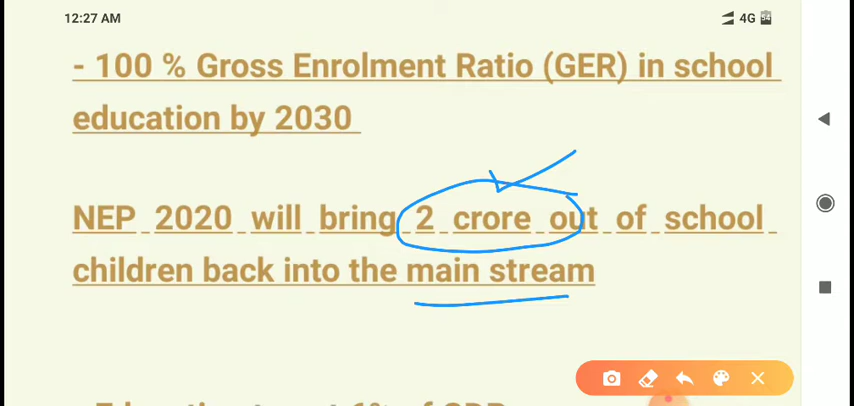 12:27 AM
4G
- 100 % Gross Enrolment Ratio (GER) in school
education by 2030
NEP 2020 will bring 2 crore out of school
children back into the main stream